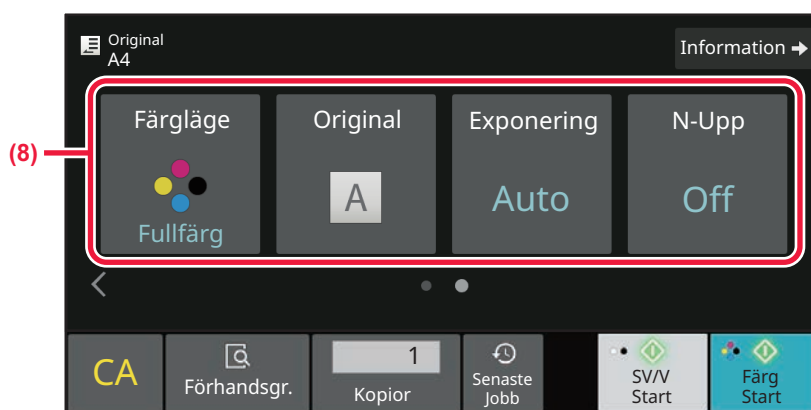 Original
A4
Information
(8)
Färgläge
Original
Exponering
N-Upp
A
Auto
Off
Fullfärg
CA
Förhandsgr.
1
Kopior
Senaste
Jobb
SV/V
Start
Färg
Start